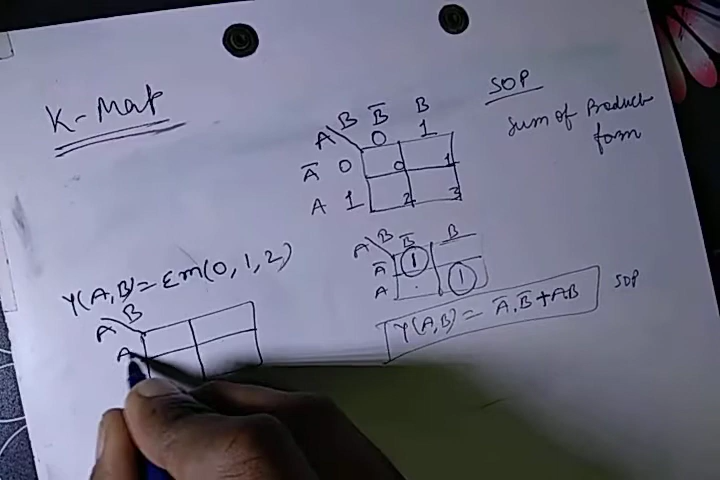 K-Map
SOP
Sum of Product
form
A B B̅ B
0 1
A̅ 0 0 1
A 1 2 3
Y(A,B) = Σm(0,1,2)
A B
A
A B B̅ B
A̅ 1
A 1
Y(A,B) = A̅.B̅ + AB
SOP